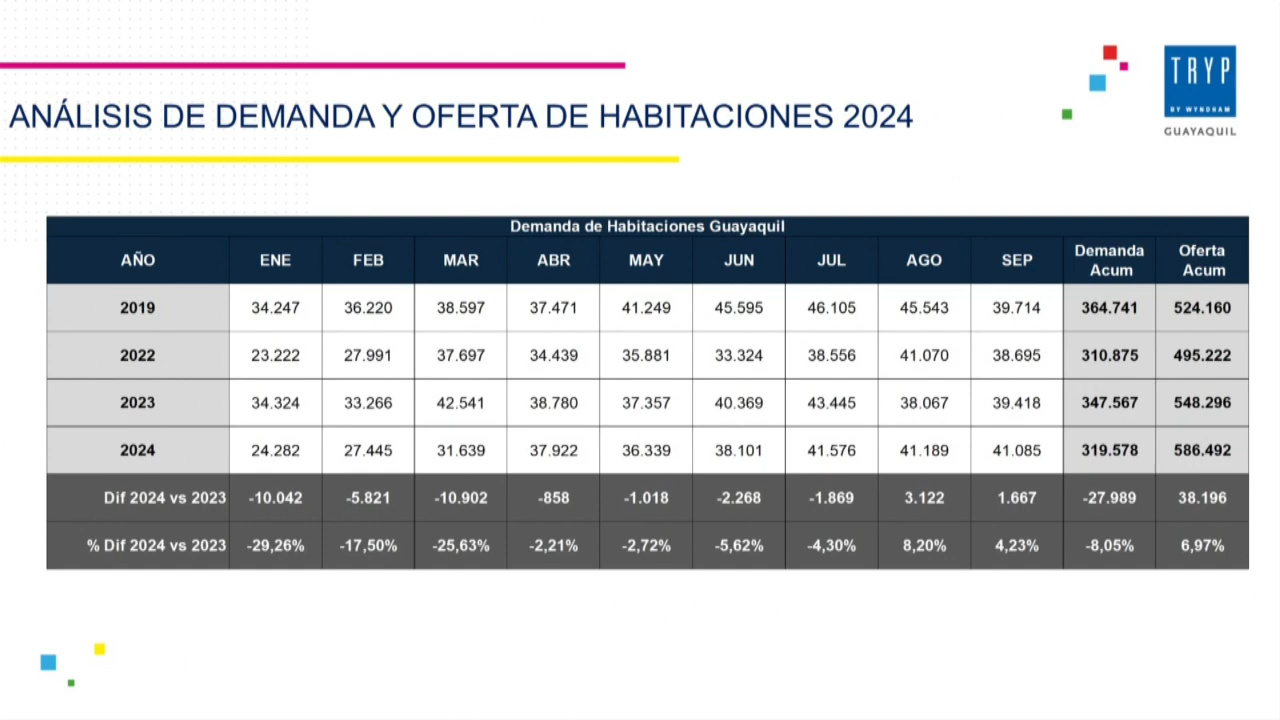 TRYP
BY WYNDHAM
GUAYAQUIL
ANÁLISIS DE DEMANDA Y OFERTA DE HABITACIONES 2024
Demanda de Habitaciones Guayaquil
AÑO ENE FEB MAR ABR MAY JUN JUL AGO SEP Demanda Acum Oferta Acum
2019 34.247 36.220 38.597 37.471 41.249 45.595 46.105 45.543 39.714 364.741 524.160
2022 23.222 27.991 37.697 34.439 35.881 33.324 38.556 41.070 38.695 310.875 495.222
2023 34.324 33.266 42.541 38.780 37.357 40.369 43.445 38.067 39.418 347.567 548.296
2024 24.282 27.445 31.639 37.922 36.339 38.101 41.576 41.189 41.085 319.578 586.492
Dif 2024 vs 2023 -10.042 -5.821 -10.902 -858 -1.018 -2.268 -1.869 3.122 1.667 -27.989 38.196
% Dif 2024 vs 2023 -29,26% -17,50% -25,63% -2,21% -2,72% -5,62% -4,30% 8,20% 4,23% -8,05% 6,97%